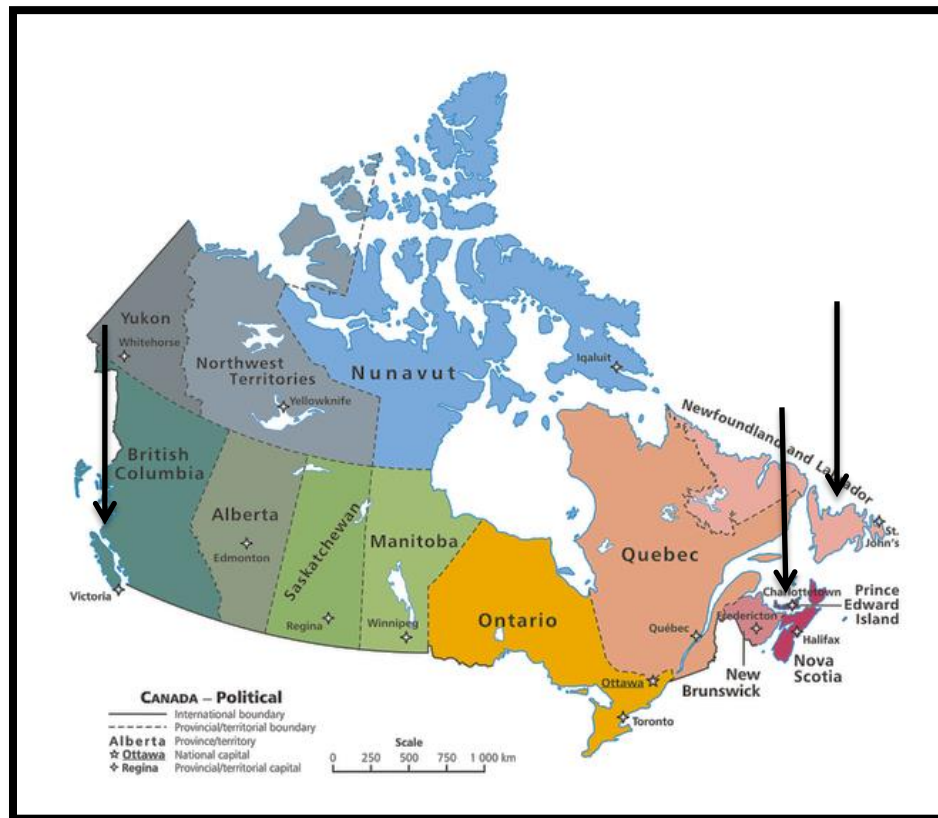 Yukon
Whitehorse
Northwest
Territories
Yellowknife
Nunavut
Iqaluit
British
Columbia
Victoria
Alberta
Edmonton
Saskatchewan
Regina
Manitoba
Winnipeg
Ontario
Ottawa
Toronto
Quebec
Québec
Newfoundland and Labrador
St.
John's
Charlottetown
Prince
Edward
Island
Fredericton
Halifax
New
Brunswick
Nova
Scotia
CANADA – Political
International boundary
Provincial/territorial boundary
Alberta Province/territory
Ottawa National capital
Regina Provincial/territorial capital
Scale
0 250 500 750 1 000 km